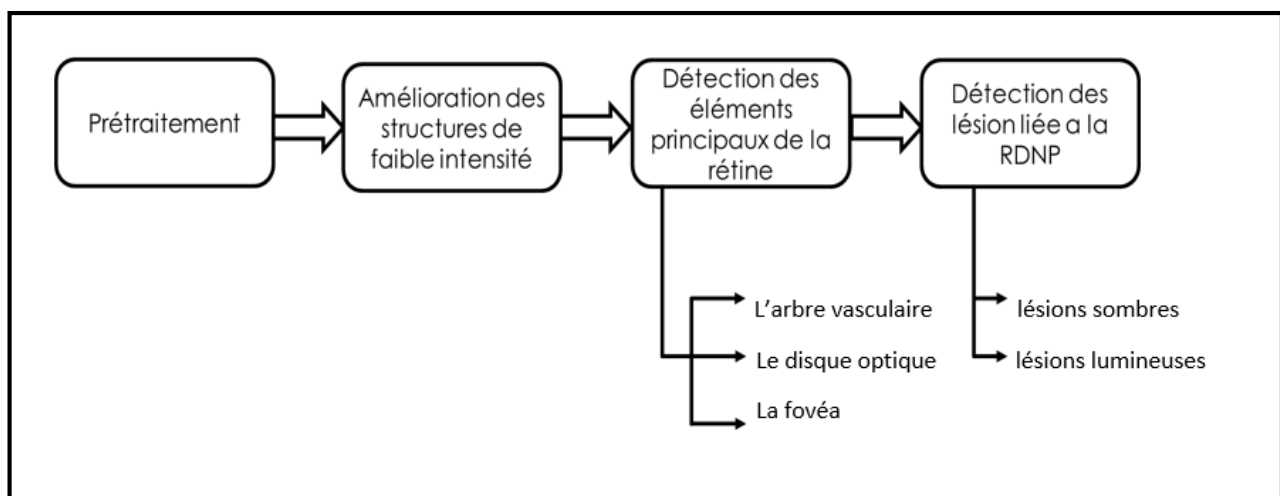 Prétraitement
Amélioration des
structures de
faible intensité
Détection des
éléments
principaux de la
rétine
Détection des
lésion liée a la
RDNP
L'arbre vasculaire
Le disque optique
La fovéa
lésions sombres
lésions lumineuses